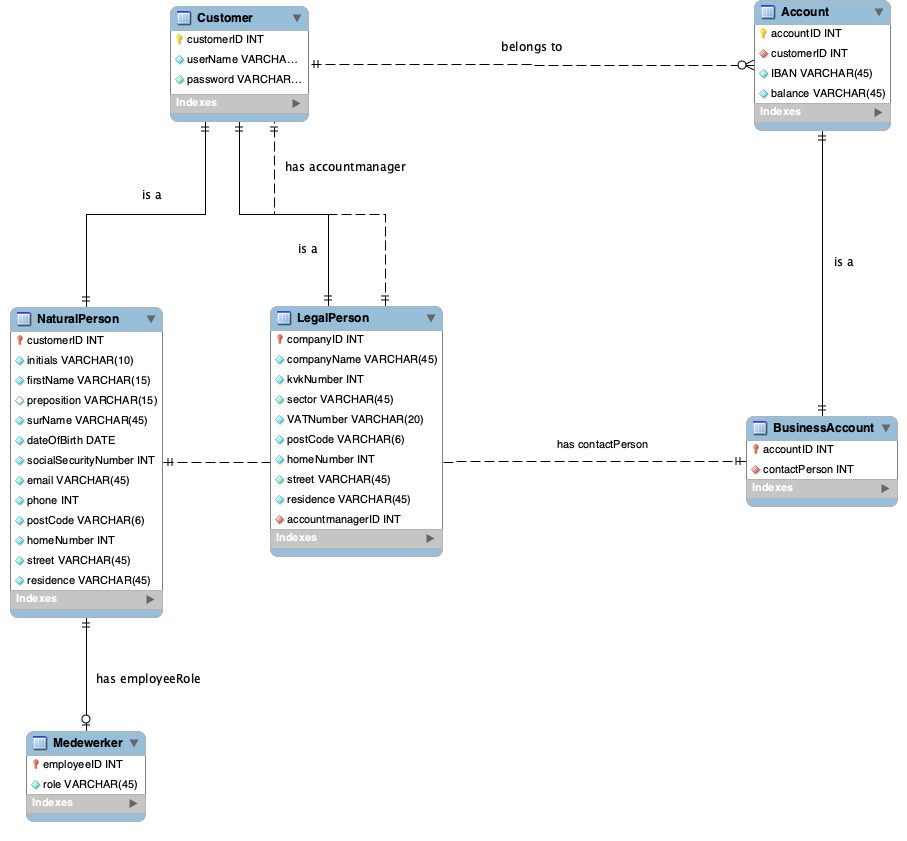 Customer
customerID INT
userName VARCHA...
password VARCHAR...
Indexes
belongs to
Account
accountID INT
customerID INT
IBAN VARCHAR(45)
balance VARCHAR(45)
Indexes
has accountmanager
is a
is a
is a
NaturalPerson
customerID INT
initials VARCHAR(10)
firstName VARCHAR(15)
preposition VARCHAR(15)
surName VARCHAR(45)
dateOfBirth DATE
socialSecurityNumber INT
email VARCHAR(45)
phone INT
postCode VARCHAR(6)
homeNumber INT
street VARCHAR(45)
residence VARCHAR(45)
Indexes
LegalPerson
companyID INT
companyName VARCHAR(45)
kvkNumber INT
sector VARCHAR(45)
VATNumber VARCHAR(20)
postCode VARCHAR(6)
homeNumber INT
street VARCHAR(45)
residence VARCHAR(45)
accountmanagerID INT
Indexes
has contactPerson
BusinessAccount
accountID INT
contactPerson INT
Indexes
has employeeRole
Medewerker
employeeID INT
role VARCHAR(45)
Indexes